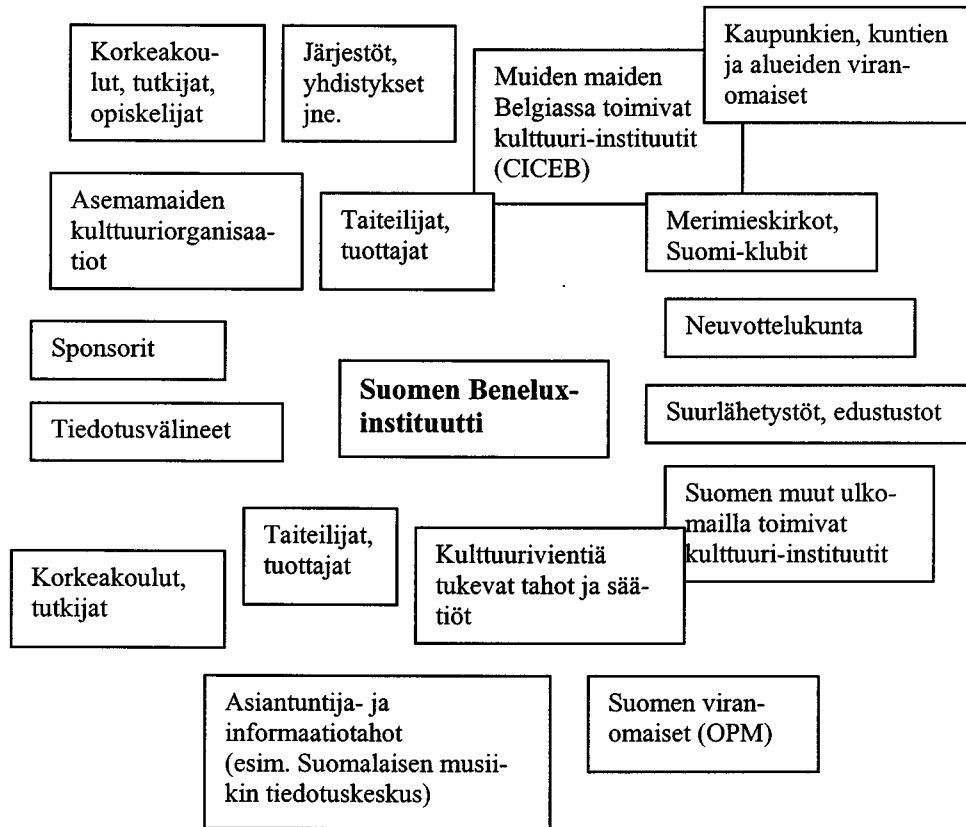 Korkeakou-
lut, tutkijat,
opiskelijat
Järjestöt,
yhdistykset
jne.
Muiden maiden
Belgiassa toimivat
kulttuuri-instituutit
(CICEB)
Kaupunkien, kuntien
ja alueiden viran-
omaiset
Asemamaiden
kulttuuriorganisaa-
tiot
Taiteilijat,
tuottajat
Merimieskirkot,
Suomi-klubit
Sponsorit
Neuvottelukunta
Suomen Benelux-
instituutti
Tiedotusvälineet
Suurlähetystöt, edustustot
Suomen muut ulko-
mailla toimivat
kulttuuri-instituutit
Taiteilijat,
tuottajat
Kulttuurivientiä
tukevat tahot ja sää-
tiöt
Korkeakoulut,
tutkijat
Asiantuntija- ja
informaatiotahot
(esim. Suomalaisen musii-
kin tiedotuskeskus)
Suomen viran-
omaiset (OPM)